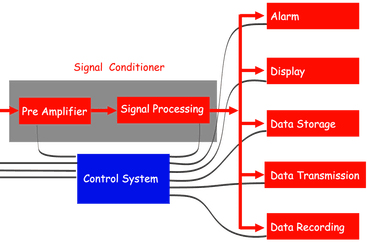 Alarm
Signal Conditioner
Display
Pre Amplifier
Signal Processing
Data Storage
Control System
Data Transmission
Data Recording